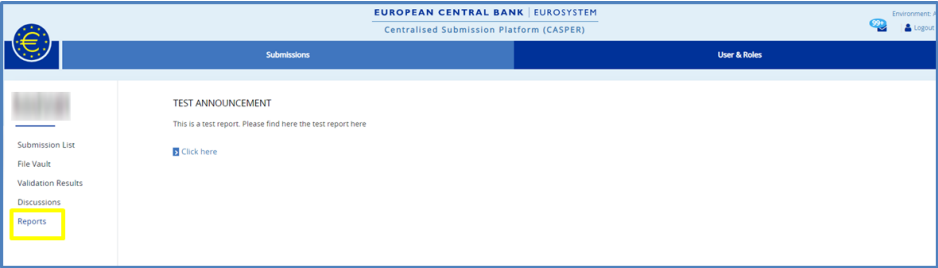 EUROPEAN CENTRAL BANK | EUROSYSTEM
Centralised Submission Platform (CASPER)
Environment: A
99+
Logout
Submissions
User & Roles
TEST ANNOUNCEMENT
This is a test report. Please find here the test report here
Click here
Submission List
File Vault
Validation Results
Discussions
Reports